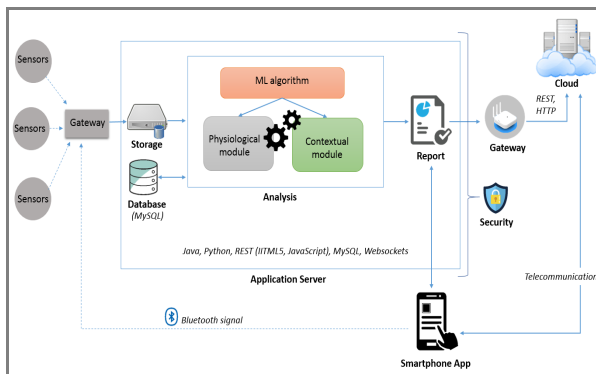 Sensors
Sensors
Sensors
Gateway
Storage
Database
(MySQL)
ML algorithm
Physiological
module
Contextual
module
Analysis
Java, Python, REST (IITML5, JavaScript), MySQL, Websockets
Application Server
Report
Gateway
REST,
HTTP
Cloud
Security
Telecommunication
Bluetooth signal
Smartphone App